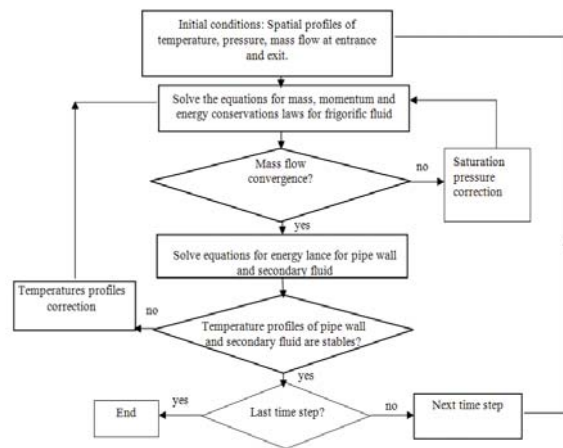 Initial conditions: Spatial profiles of
temperature, pressure, mass flow at entrance
and exit.
Solve the equations for mass, momentum and
energy conservations laws for frigorific fluid
Mass flow
convergence?
no
Saturation
pressure
correction
yes
Solve equations for energy lance for pipe wall
and secondary fluid
Temperatures profiles
correction
no
Temperature profiles of pipe wall
and secondary fluid are stables?
yes
End
yes
Last time step?
no
Next time step